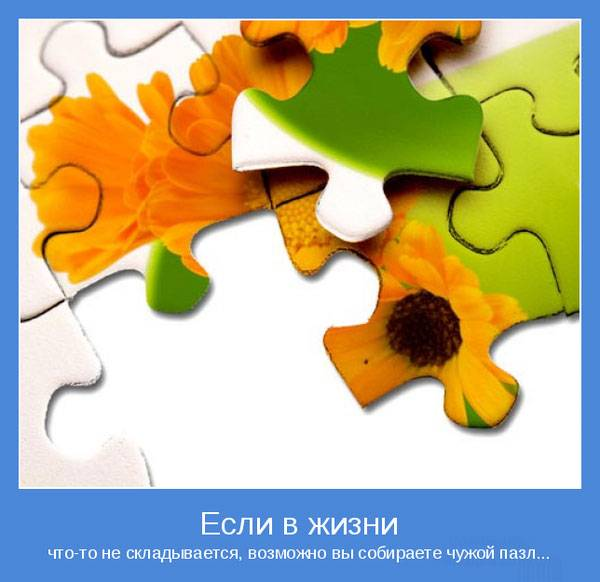 Если в жизни
что-то не складывается, возможно вы собираете чужой пазл...